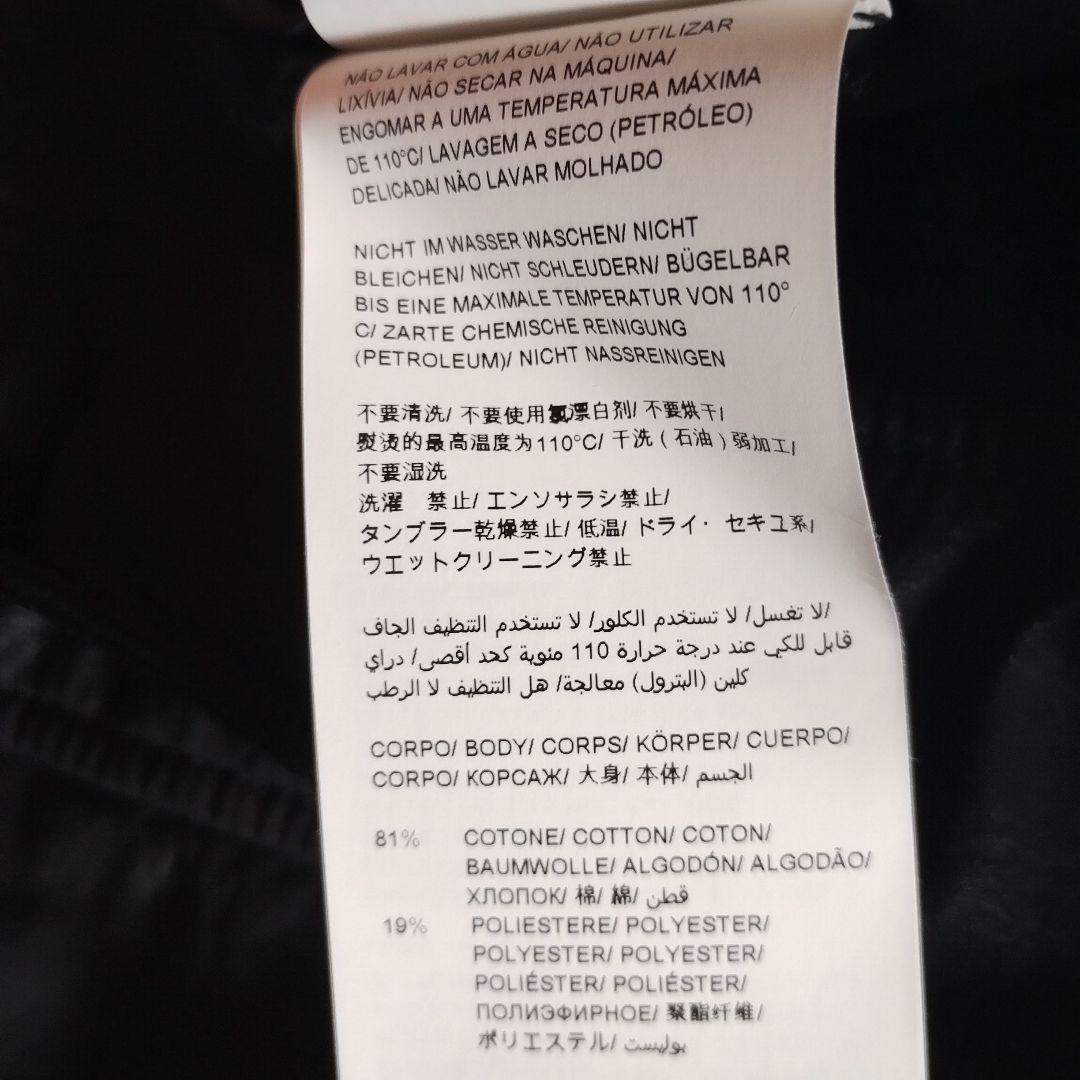 NÃO LAVAR COM ÁGUA/ NÃO UTILIZAR
LIXÍVIA/ NÃO SECAR NA MÁQUINA/
ENGOMAR A UMA TEMPERATURA MÁXIMA
DE 110°C/ LAVAGEM A SECO (PETRÓLEO)
DELICADA/ NÃO LAVAR MOLHADO
NICHT IM WASSER WASCHEN/ NICHT
BLEICHEN/ NICHT SCHLEUDERN/ BÜGELBAR
BIS EINE MAXIMALE TEMPERATUR VON 110°
C/ ZARTE CHEMISCHE REINIGUNG
(PETROLEUM)/ NICHT NASSREINIGEN
不要清洗/ 不要使用氯漂白剂/ 不要烘干/
熨烫的最高温度为110°C/ 干洗(石油)弱加工/
不要湿洗
洗濯 禁止/ エンソサラシ禁止/
タンブラー乾燥禁止/ 低温/ ドライ・ セキユ系/
ウエットクリーニング禁止
لا تغسل/ لا تستخدم الكلور/ لا تستخدم التنظيف الجاف/
قابل للكي عند درجة حرارة 110 مئوية كحد أقصى/ دراي
كلين (البترول) معالجة/ هل التنظيف لا الرطب
CORPO/ BODY/ CORPS/ KÖRPER/ CUERPO/
CORPO/ КОРСАЖ/ 大身/ 本体/ الجسم
81% COTONE/ COTTON/ COTON/
BAUMWOLLE/ ALGODÓN/ ALGODÃO/
ХЛОПОК/ 棉/ 綿/ قطن
19% POLIESTERE/ POLYESTER/
POLYESTER/ POLYESTER/
POLIÉSTER/ POLIÉSTER/
ПОЛИЭФИРНОЕ/ 聚酯纤维/
ポリエステル/ بوليست